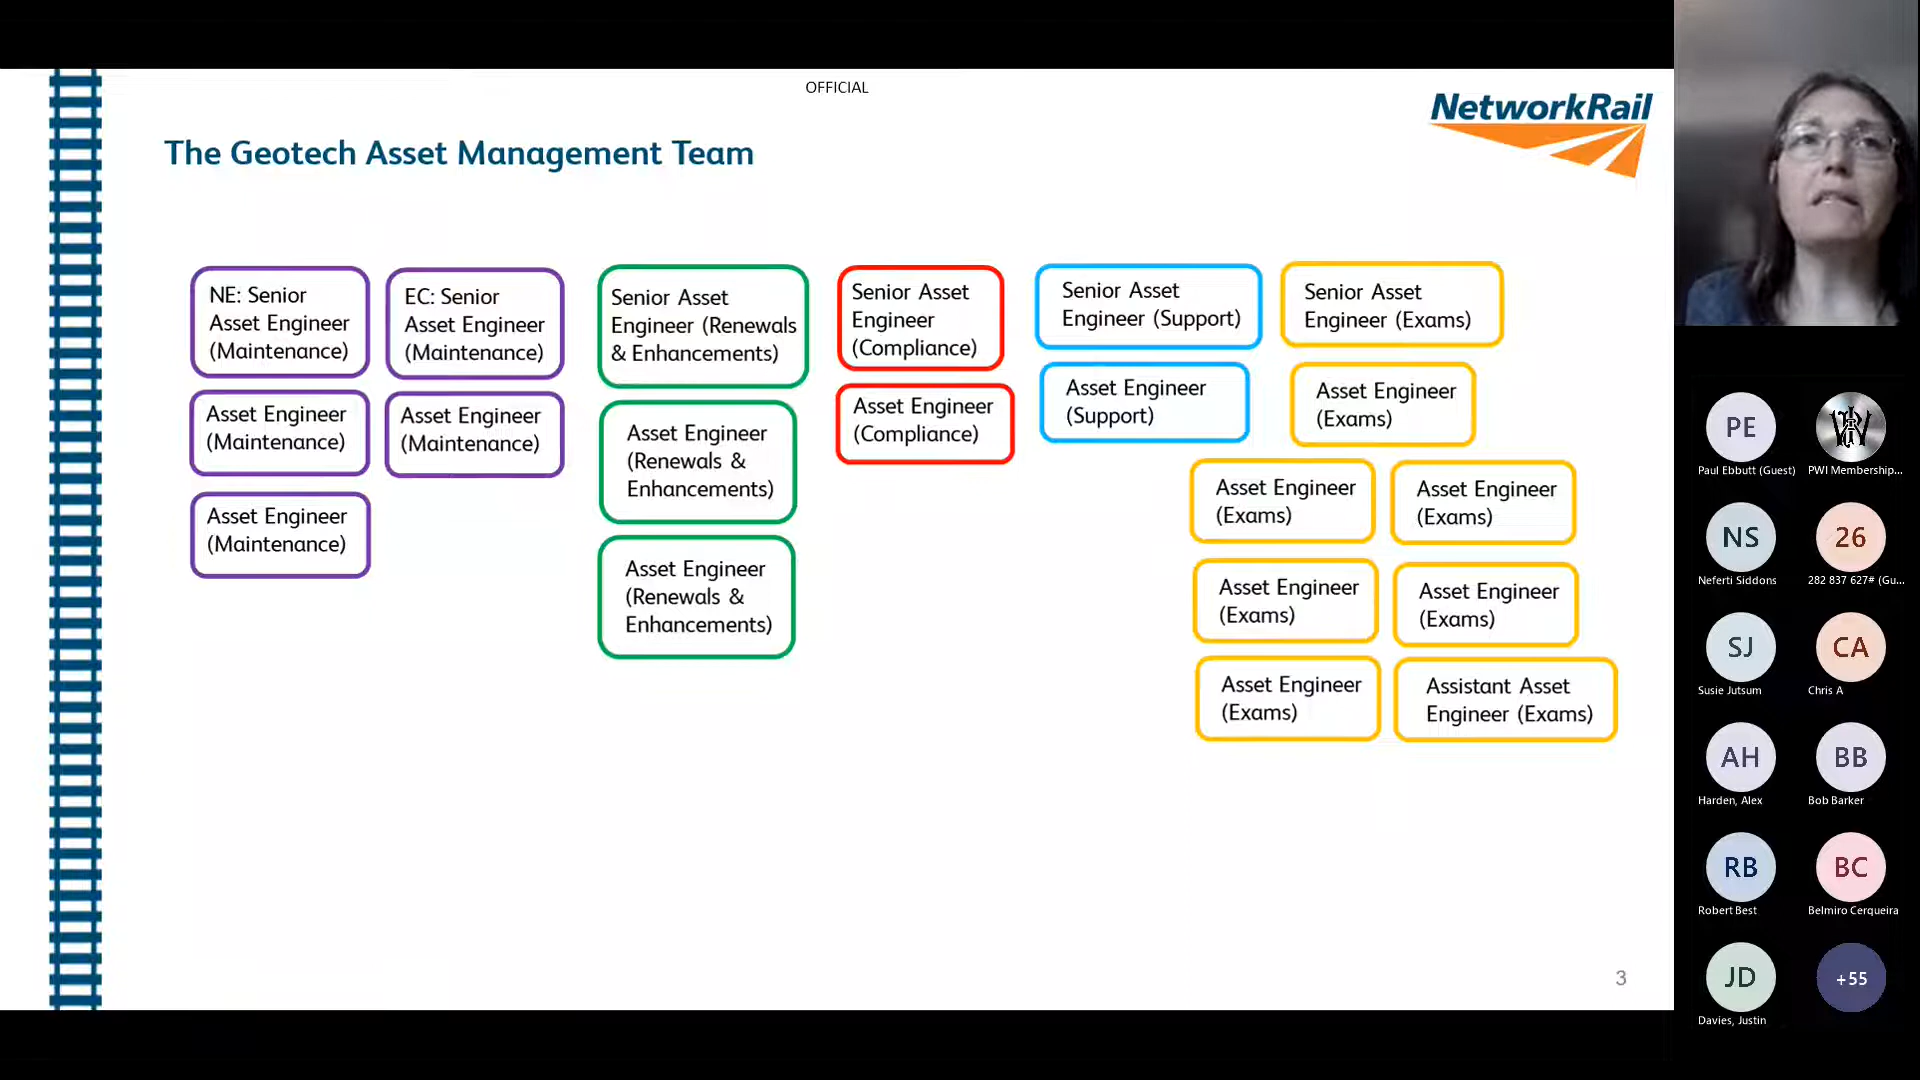 OFFICIAL
NetworkRail
The Geotech Asset Management Team
NE: Senior
Asset Engineer
(Maintenance)
Asset Engineer
(Maintenance)
Asset Engineer
(Maintenance)
EC: Senior
Asset Engineer
(Maintenance)
Asset Engineer
(Maintenance)
Senior Asset
Engineer (Renewals
& Enhancements)
Asset Engineer
(Renewals &
Enhancements)
Asset Engineer
(Renewals &
Enhancements)
Senior Asset
Engineer
(Compliance)
Asset Engineer
(Compliance)
Senior Asset
Engineer (Support)
Asset Engineer
(Support)
Senior Asset
Engineer (Exams)
Asset Engineer
(Exams)
Asset Engineer
(Exams)
Asset Engineer
(Exams)
Asset Engineer
(Exams)
Asset Engineer
(Exams)
Asset Engineer
(Exams)
Assistant Asset
Engineer (Exams)
3
PE
Paul Ebbutt (Guest)
PWI Membership...
NS
Neferti Siddons
26
282 837 627# (Gu...
SJ
Susie Jutsum
CA
Chris A
AH
Harden, Alex
BB
Bob Barker
RB
Robert Best
BC
Belmiro Cerqueira
JD
Davies, Justin
+55